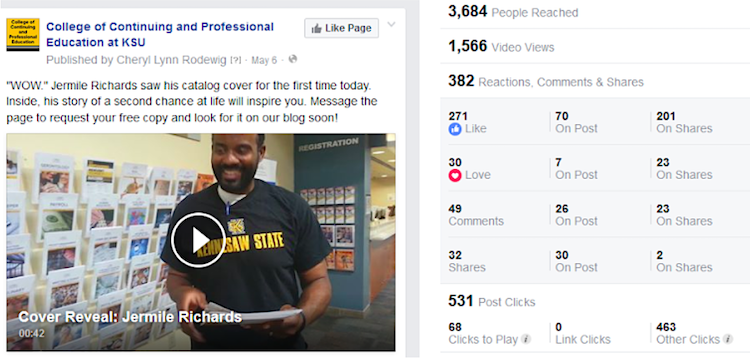 College of
Continuing
and Professional
Education
College of Continuing and Professional
Education at KSU
Like Page
Published by Cheryl Lynn Rodewig [?] · May 6 ·
"WOW." Jermile Richards saw his catalog cover for the first time today.
Inside, his story of a second chance at life will inspire you. Message the
page to request your free copy and look for it on our blog soon!
REGISTRATION
KENNESAW STATE
Cover Reveal: Jermile Richards
00:42
3,684 People Reached
1,566 Video Views
382 Reactions, Comments & Shares
271 70 201
Like On Post On Shares
30 7 23
Love On Post On Shares
49 26 23
Comments On Post On Shares
32 30 2
Shares On Post On Shares
531 Post Clicks
68 0 463
Clicks to Play Link Clicks Other Clicks